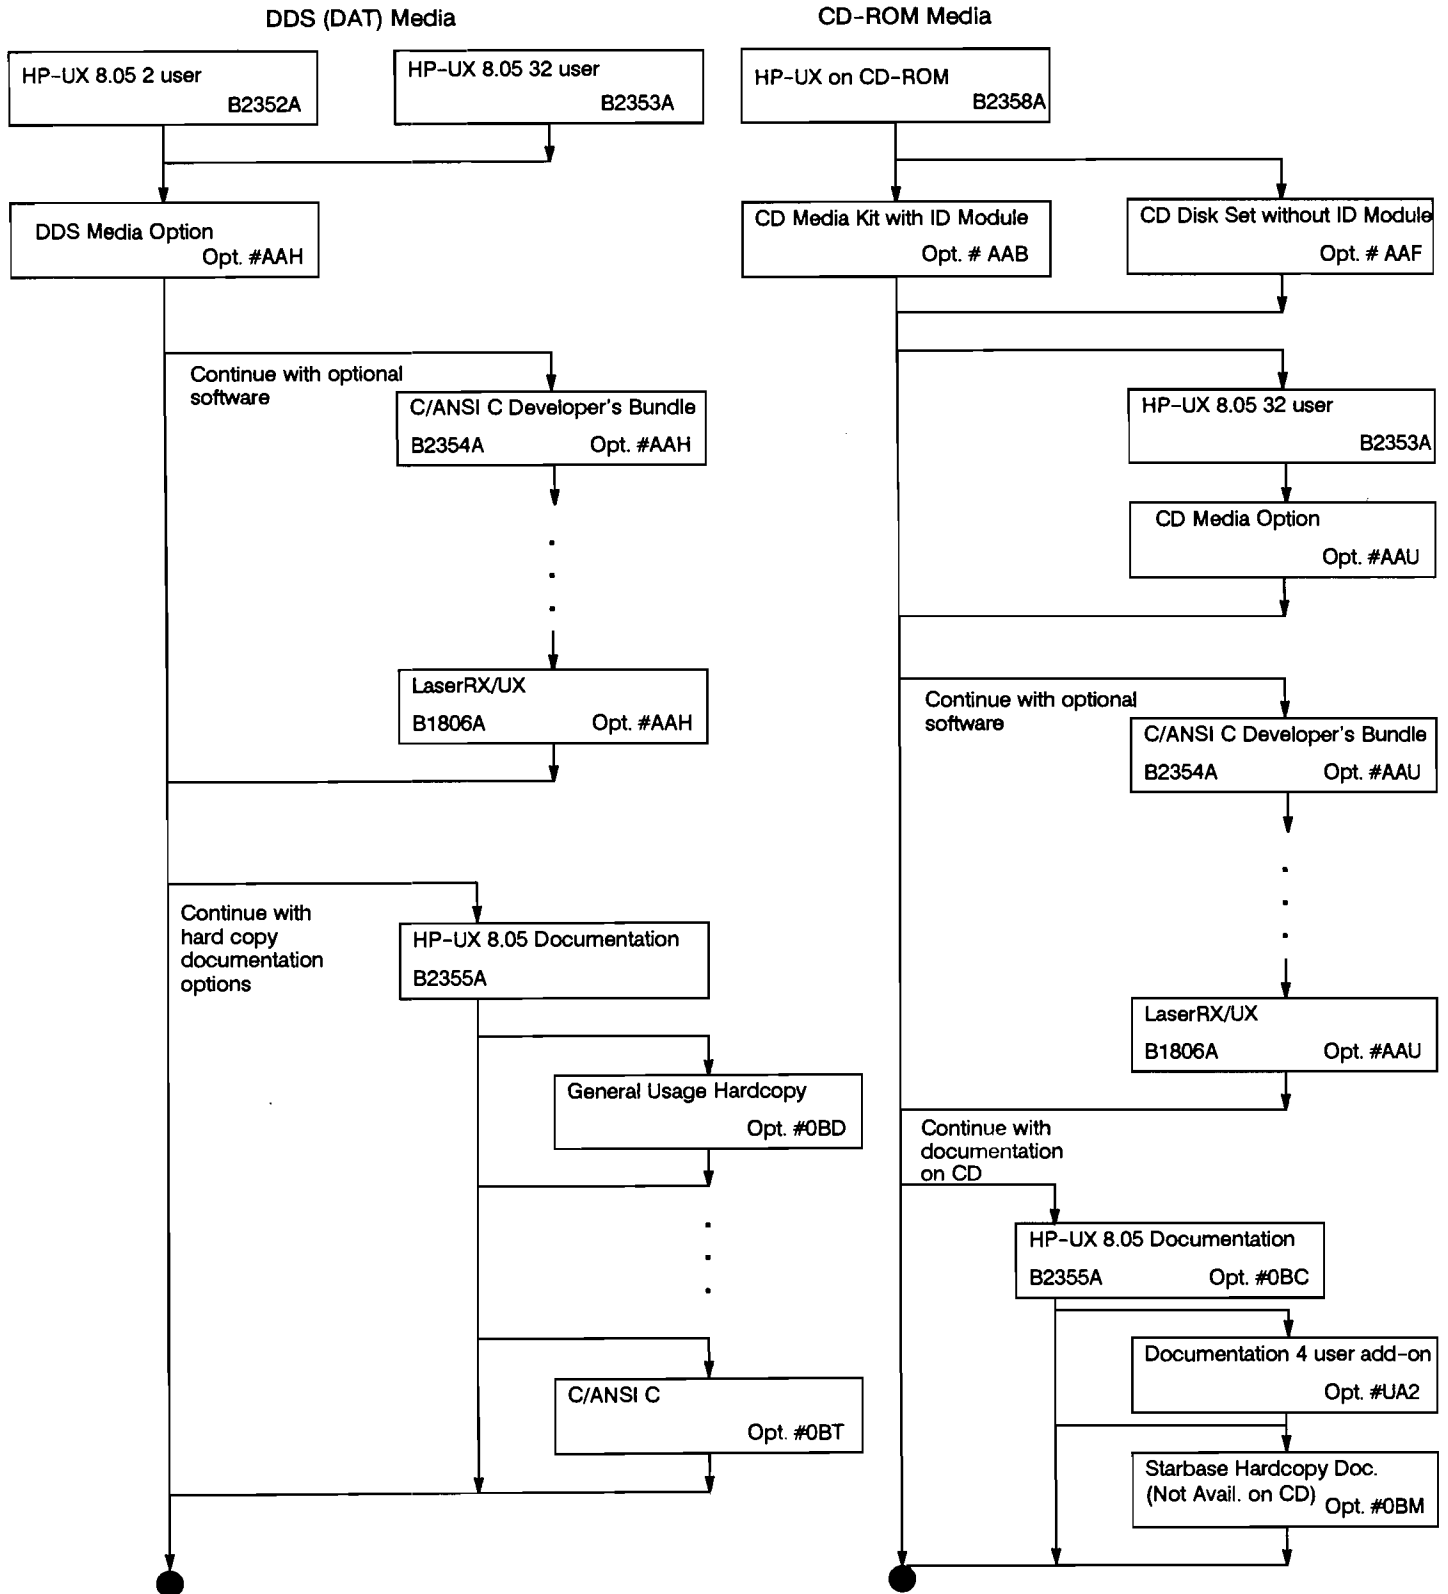 DDS (DAT) Media
HP-UX 8.05 2 user
B2352A
HP-UX 8.05 32 user
B2353A
DDS Media Option
Opt. #AAH
Continue with optional
software
C/ANSI C Developer's Bundle
B2354A Opt. #AAH
LaserRX/UX
B1806A Opt. #AAH
Continue with
hard copy
documentation
options
HP-UX 8.05 Documentation
B2355A
General Usage Hardcopy
Opt. #0BD
C/ANSI C
Opt. #0BT
CD-ROM Media
HP-UX on CD-ROM
B2358A
CD Media Kit with ID Module
Opt. # AAB
CD Disk Set without ID Module
Opt. # AAF
HP-UX 8.05 32 user
B2353A
CD Media Option
Opt. #AAU
Continue with optional
software
C/ANSI C Developer's Bundle
B2354A Opt. #AAU
LaserRX/UX
B1806A Opt. #AAU
Continue with
documentation
on CD
HP-UX 8.05 Documentation
B2355A Opt. #0BC
Documentation 4 user add-on
Opt. #UA2
Starbase Hardcopy Doc.
(Not Avail. on CD) Opt. #0BM